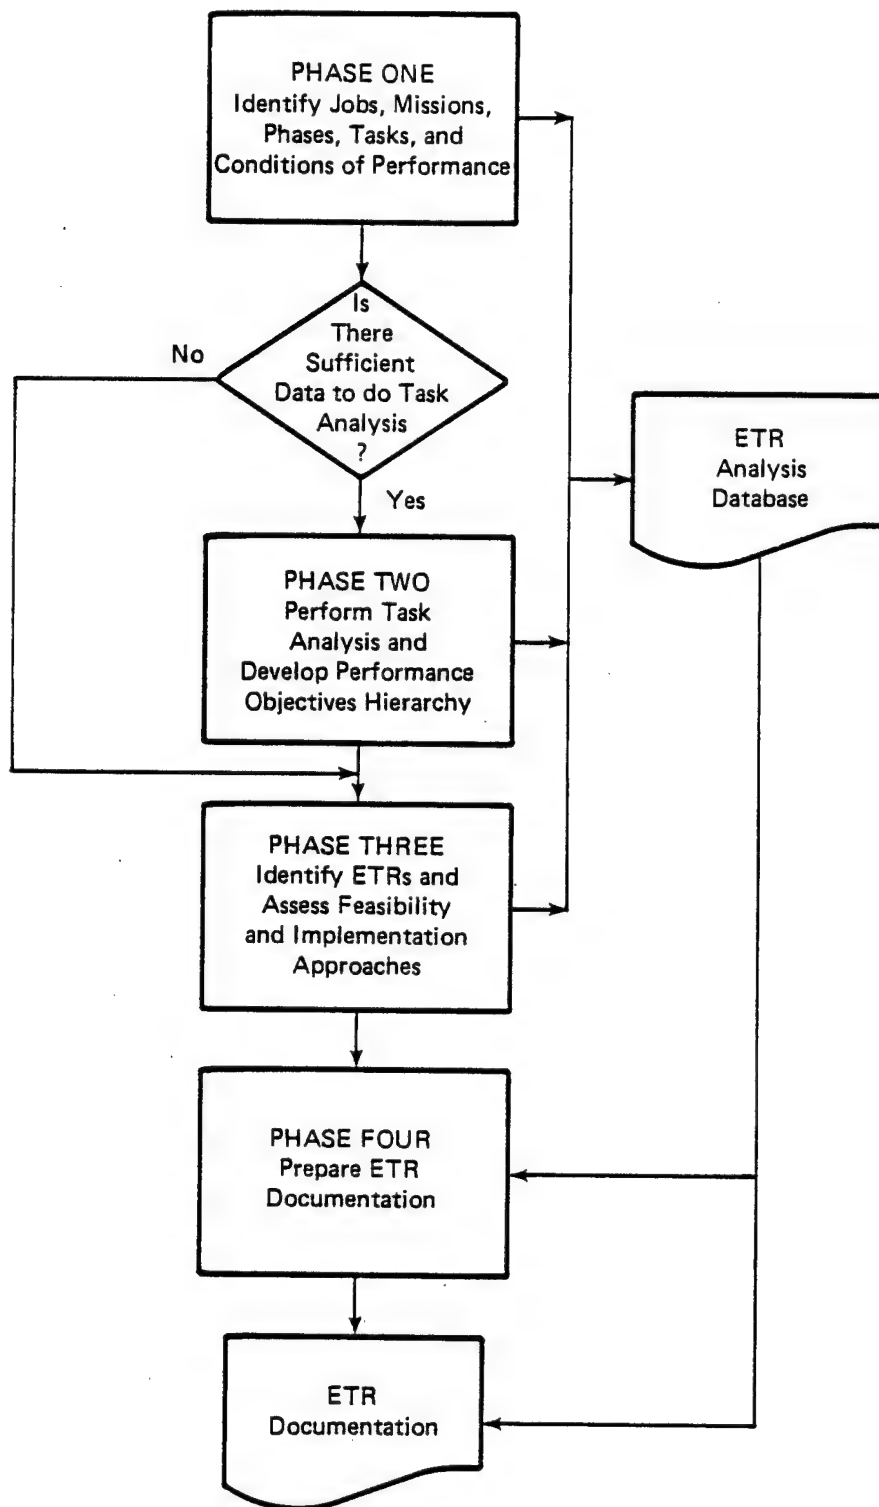 PHASE ONE
Identify Jobs, Missions,
Phases, Tasks, and
Conditions of Performance
Is
There
Sufficient
Data to do Task
Analysis
?
No
Yes
ETR
Analysis
Database
PHASE TWO
Perform Task
Analysis and
Develop Performance
Objectives Hierarchy
PHASE THREE
Identify ETRs and
Assess Feasibility
and Implementation
Approaches
PHASE FOUR
Prepare ETR
Documentation
ETR
Documentation